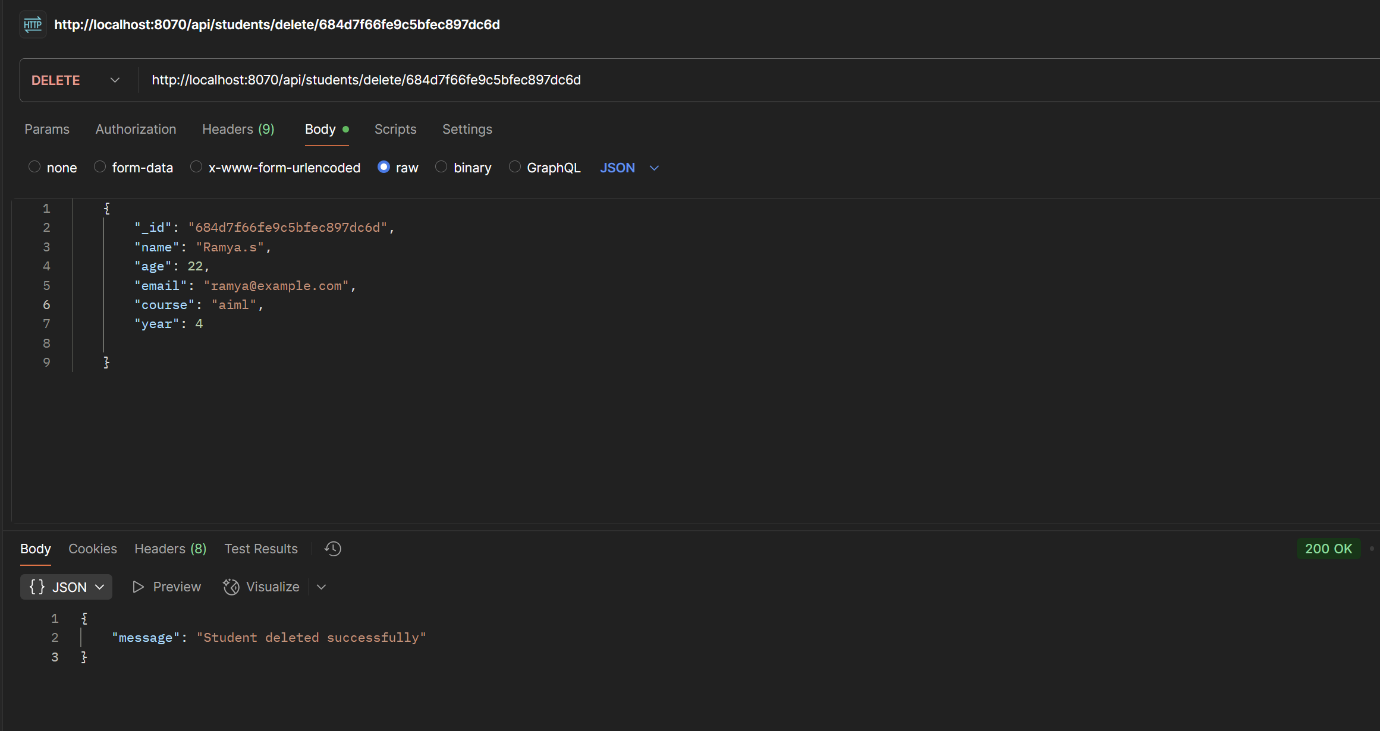 HTTP http://localhost:8070/api/students/delete/684d7f66fe9c5bfec897dc6d
DELETE http://localhost:8070/api/students/delete/684d7f66fe9c5bfec897dc6d
Params Authorization Headers (9) Body Scripts Settings
none form-data x-www-form-urlencoded raw binary GraphQL JSON
1 {
2 "_id": "684d7f66fe9c5bfec897dc6d",
3 "name": "Ramya.s",
4 "age": 22,
5 "email": "ramya@example.com",
6 "course": "aiml",
7 "year": 4
8
9 }
Body Cookies Headers (8) Test Results 200 OK
{} JSON Preview Visualize
1 {
2 "message": "Student deleted successfully"
3 }